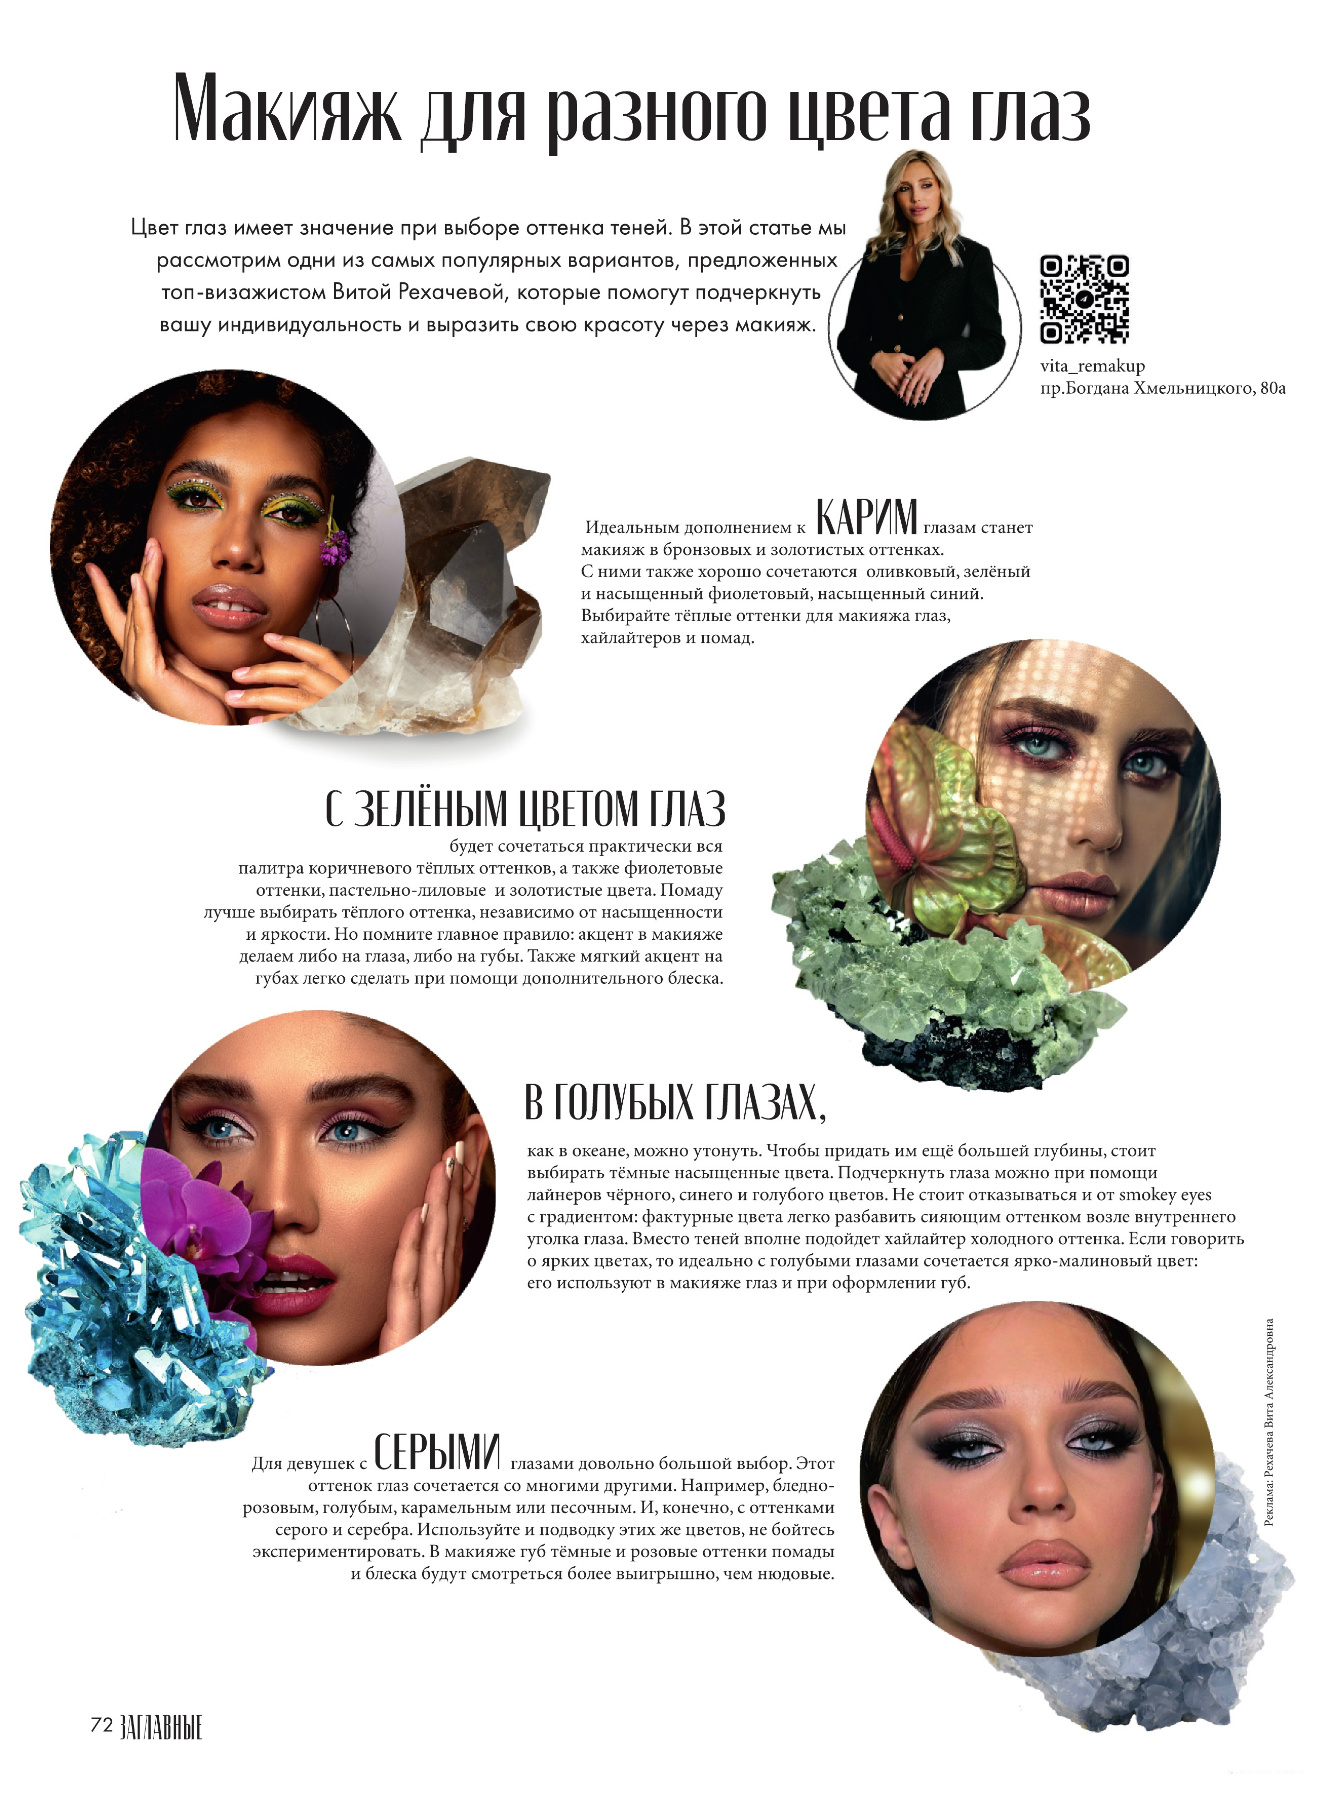 Макияж для разного цвета глаз
Цвет глаз имеет значение при выборе оттенка теней. В этой статье мы
рассмотрим одни из самых популярных вариантов, предложенных
топ-визажистом Витой Рехачевой, которые помогут подчеркнуть
вашу индивидуальность и выразить свою красоту через макияж.
vita_remakup
пр.Богдана Хмельницкого, 80а
Идеальным дополнением к КАРИМ глазам станет
макияж в бронзовых и золотистых оттенках.
С ними также хорошо сочетаются оливковый, зелёный
и насыщенный фиолетовый, насыщенный синий.
Выбирайте тёплые оттенки для макияжа глаз,
хайлайтеров и помад.
С ЗЕЛЁНЫМ ЦВЕТОМ ГЛАЗ
будет сочетаться практически вся
палитра коричневого тёплых оттенков, а также фиолетовые
оттенки, пастельно-лиловые и золотистые цвета. Помаду
лучше выбирать тёплого оттенка, независимо от насыщенности
и яркости. Но помните главное правило: акцент в макияже
делаем либо на глаза, либо на губы. Также мягкий акцент на
губах легко сделать при помощи дополнительного блеска.
В ГОЛУБЫХ ГЛАЗАХ,
как в океане, можно утонуть. Чтобы придать им ещё большей глубины, стоит
выбирать тёмные насыщенные цвета. Подчеркнуть глаза можно при помощи
лайнеров чёрного, синего и голубого цветов. Не стоит отказываться и от smokey eyes
с градиентом: фактурные цвета легко разбавить сияющим оттенком возле внутреннего
уголка глаза. Вместо теней вполне подойдет хайлайтер холодного оттенка. Если говорить
о ярких цветах, то идеально с голубыми глазами сочетается ярко-малиновый цвет:
его используют в макияже глаз и при оформлении губ.
Для девушек с СЕРЫМИ глазами довольно большой выбор. Этот
оттенок глаз сочетается со многими другими. Например, бледно-
розовым, голубым, карамельным или песочным. И, конечно, с оттенками
серого и серебра. Используйте и подводку этих же цветов, не бойтесь
экспериментировать. В макияже губ тёмные и розовые оттенки помады
и блеска будут смотреться более выигрышно, чем нюдовые.
Реклама: Рехачева Вита Александровна
72 ЗАГЛАВНЫЕ